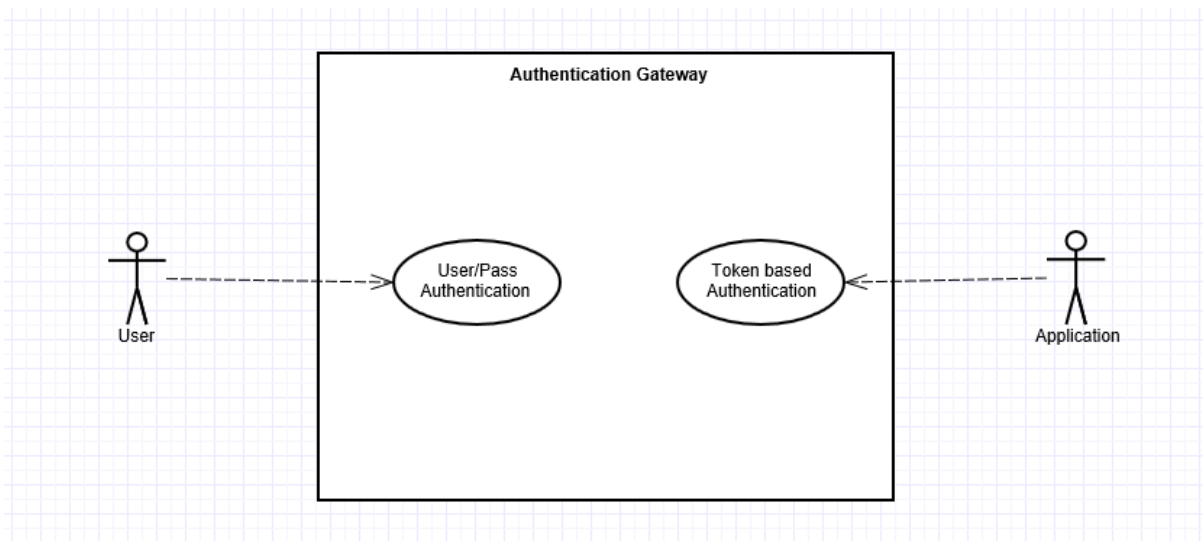 Authentication Gateway
User/Pass
Authentication
Token based
Authentication
User
Application